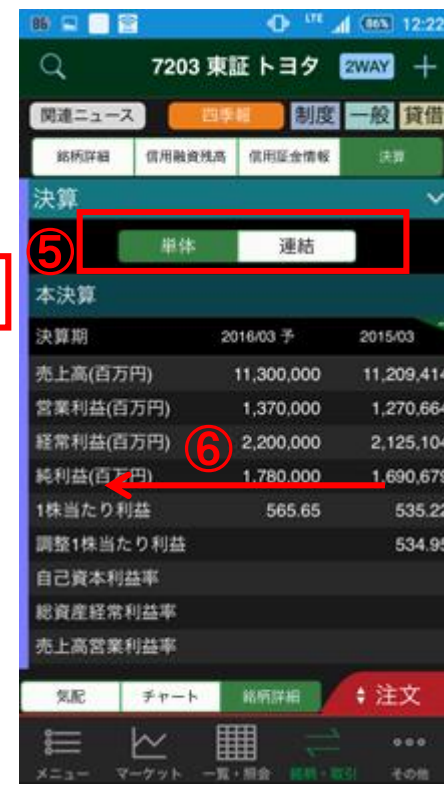 86 LTE 86% 12:22
7203 東証 トヨタ 2WAY +
関連ニュース 四季報 制度 一般 貸借
銘柄詳細 信用融資残高 信用証金情報 決算
決算
⑤ 単体 連結
本決算
決算期 2016/03 予 2015/03
売上高(百万円) 11,300,000 11,209,414
営業利益(百万円) 1,370,000 1,270,664
経常利益(百万円) 2,200,000 2,125,104
⑥
純利益(百万円) 1,780,000 1,690,679
1株当たり利益 565.65 535.22
調整1株当たり利益 534.95
自己資本利益率
総資産経常利益率
売上高営業利益率
気配 チャート 銘柄詳細 注文
メニュー マーケット 一覧・照会 銘柄・取引 その他